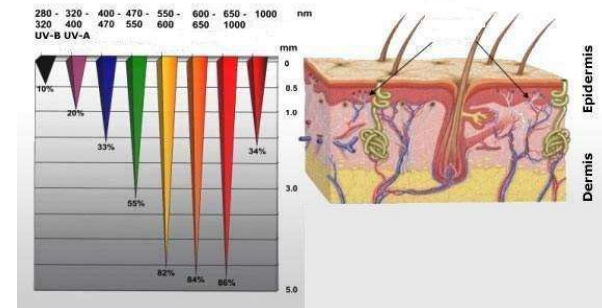 280 - 320 - 400 - 470 - 550 - 600 - 650 - 1000 nm
320 400 470 550 600 650 1000
UV-B UV-A
mm
0
10%
0.5
20%
1.0
33%
34%
55%
3.0
82%
84%
86%
5.0
Epidermis
Dermis